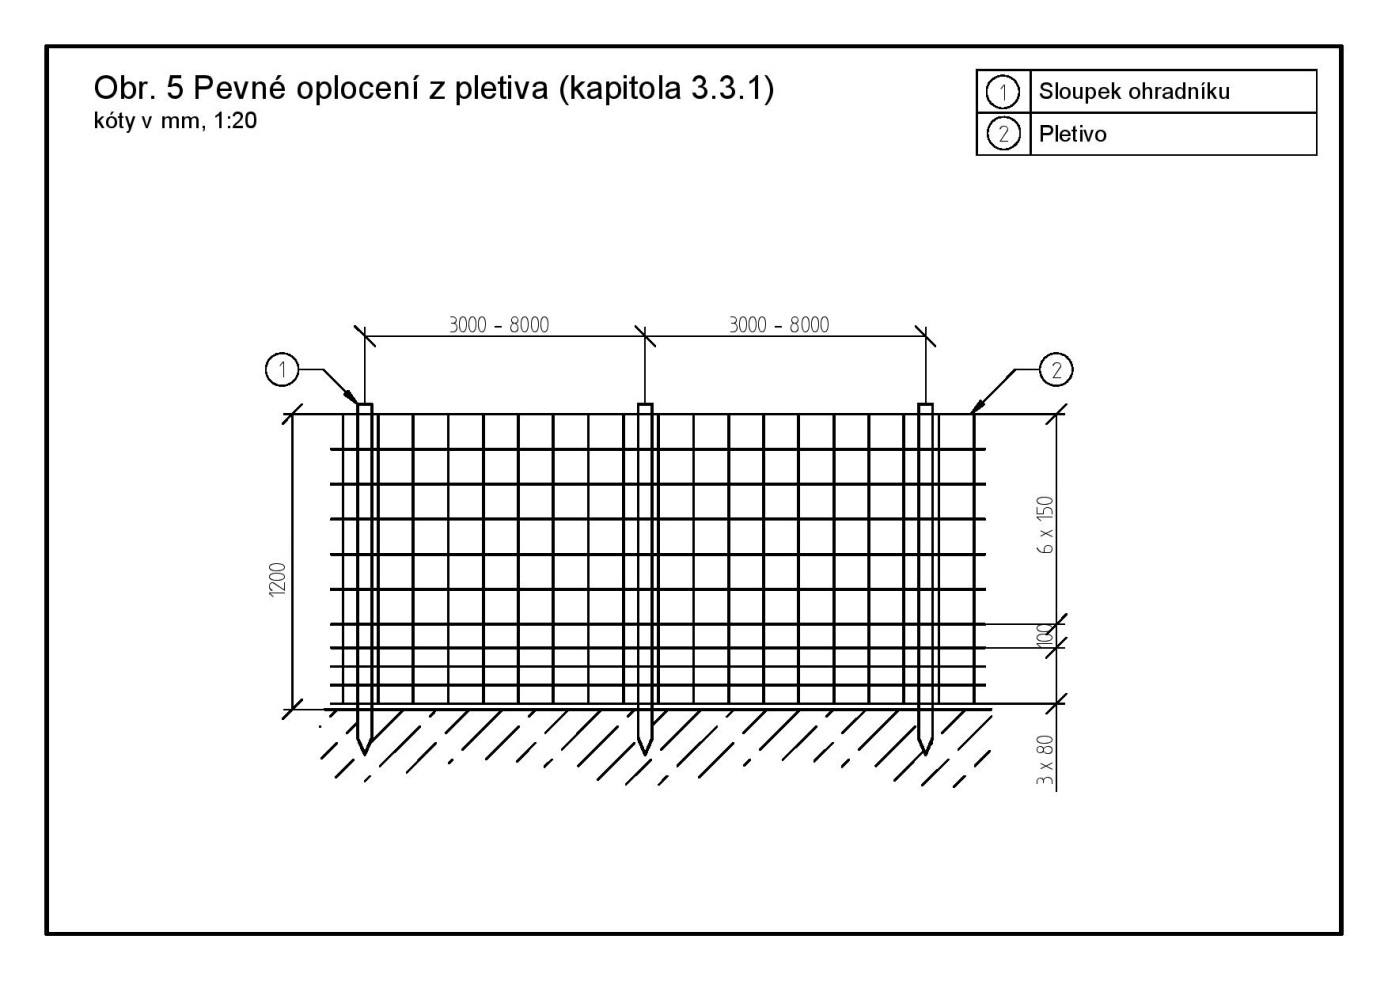 Obr. 5 Pevné oplocení z pletiva (kapitola 3.3.1)
kóty v mm, 1:20
1 Sloupek ohradníku
2 Pletivo
3000 - 8000
3000 - 8000
1
2
1200
6 x 150
100
3 x 80